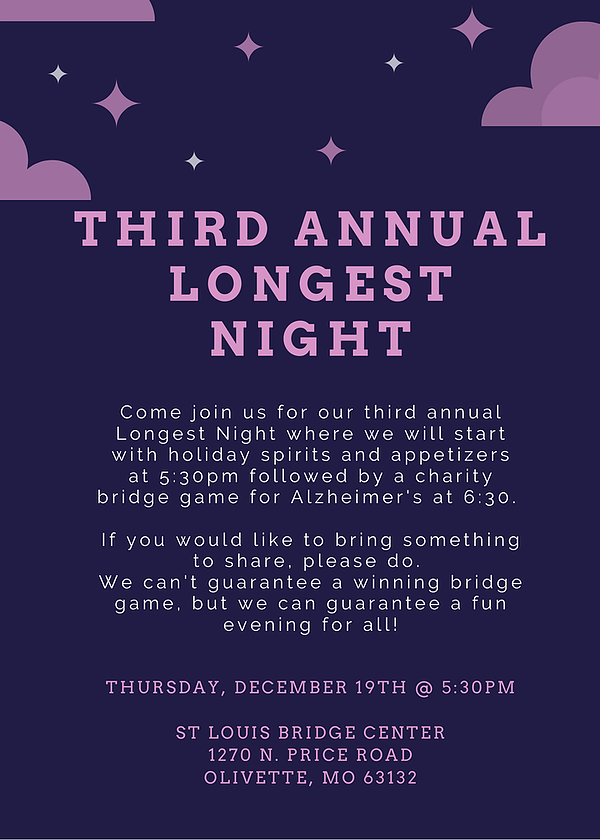 THIRD ANNUAL
LONGEST
NIGHT
Come join us for our third annual
Longest Night where we will start
with holiday spirits and appetizers
at 5:30pm followed by a charity
bridge game for Alzheimer's at 6:30.
If you would like to bring something
to share, please do.
We can't guarantee a winning bridge
game, but we can guarantee a fun
evening for all!
THURSDAY, DECEMBER 19TH @ 5:30PM
ST LOUIS BRIDGE CENTER
1270 N. PRICE ROAD
OLIVETTE, MO 63132